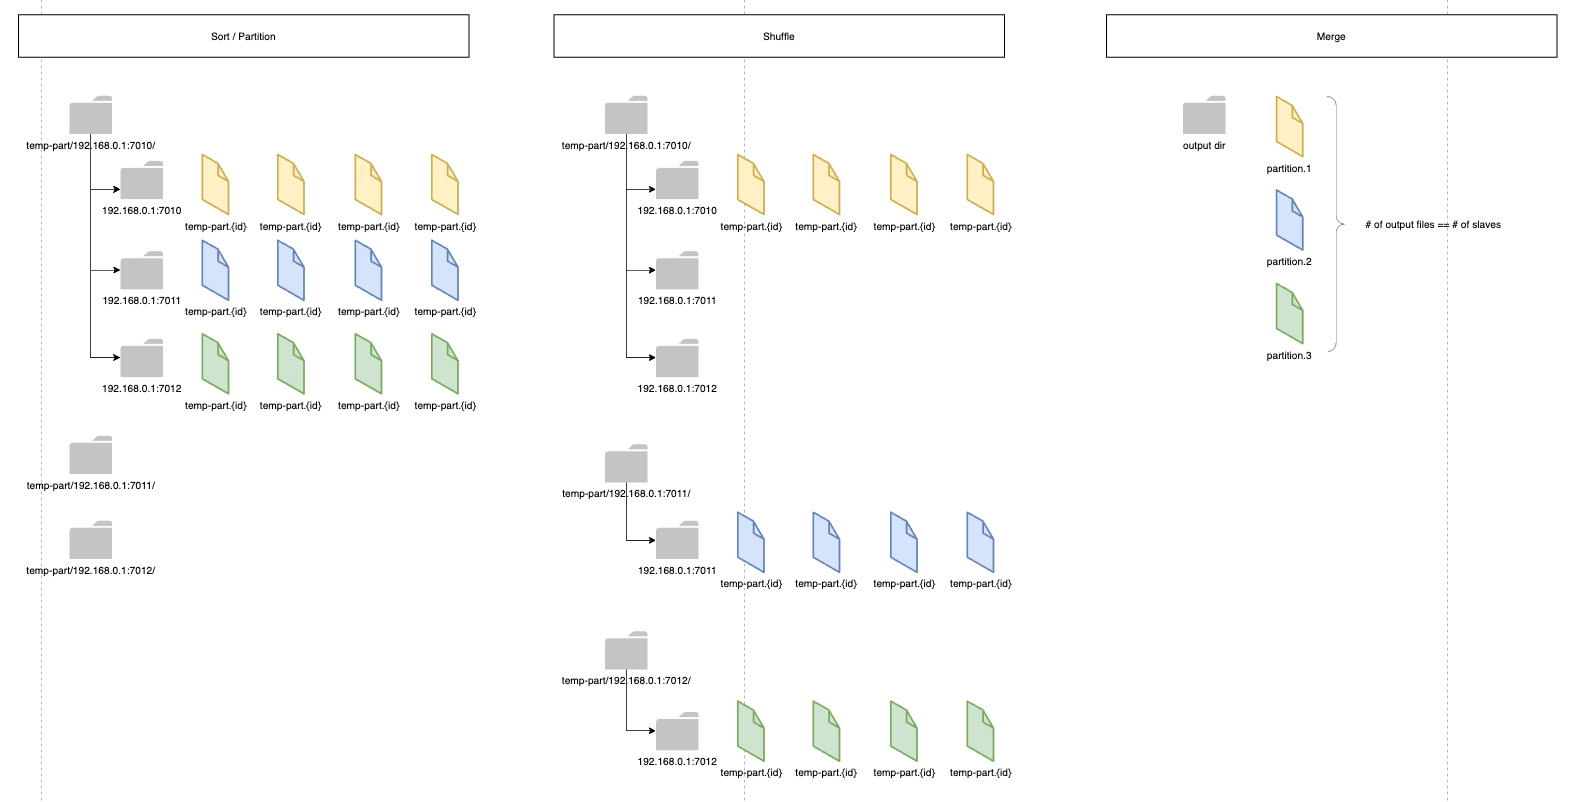 Sort / Partition
temp-part/192.168.0.1:7010/
192.168.0.1:7010
temp-part.{id} temp-part.{id} temp-part.{id} temp-part.{id}
192.168.0.1:7011
temp-part.{id} temp-part.{id} temp-part.{id} temp-part.{id}
192.168.0.1:7012
temp-part.{id} temp-part.{id} temp-part.{id} temp-part.{id}
temp-part/192.168.0.1:7011/
temp-part/192.168.0.1:7012/
Shuffle
temp-part/192.168.0.1:7010/
192.168.0.1:7010
temp-part.{id} temp-part.{id} temp-part.{id} temp-part.{id}
192.168.0.1:7011
192.168.0.1:7012
temp-part/192.168.0.1:7011/
192.168.0.1:7011
temp-part.{id} temp-part.{id} temp-part.{id} temp-part.{id}
temp-part/192.168.0.1:7012/
192.168.0.1:7012
temp-part.{id} temp-part.{id} temp-part.{id} temp-part.{id}
Merge
output dir
partition.1
partition.2
partition.3
# of output files == # of slaves